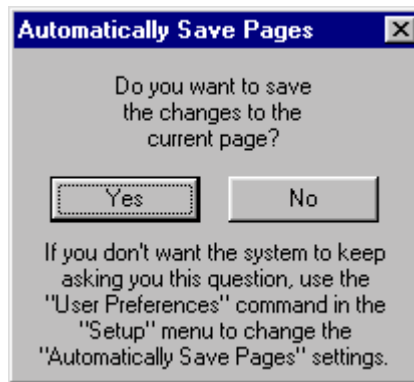 Automatically Save Pages
Do you want to save
the changes to the
current page?
Yes
No
If you don't want the system to keep
asking you this question, use the
"User Preferences" command in the
"Setup" menu to change the
"Automatically Save Pages" settings.